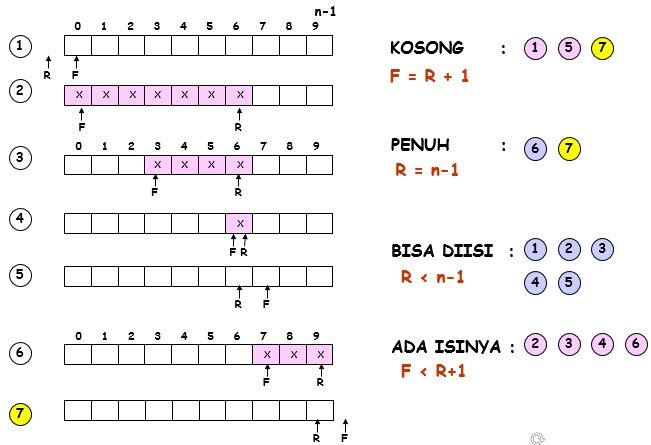 n-1
0 1 2 3 4 5 6 7 8 9
1
R F
2 X X X X X X X
F R
0 1 2 3 4 5 6 7 8 9
3 X X X X
F R
4 X
F R
5
R F
0 1 2 3 4 5 6 7 8 9
6 X X X
F R
7
R F
KOSONG : 1 5 7
F = R + 1
PENUH : 6 7
R = n-1
BISA DIISI : 1 2 3
R < n-1 4 5
ADA ISINYA : 2 3 4 6
F < R+1